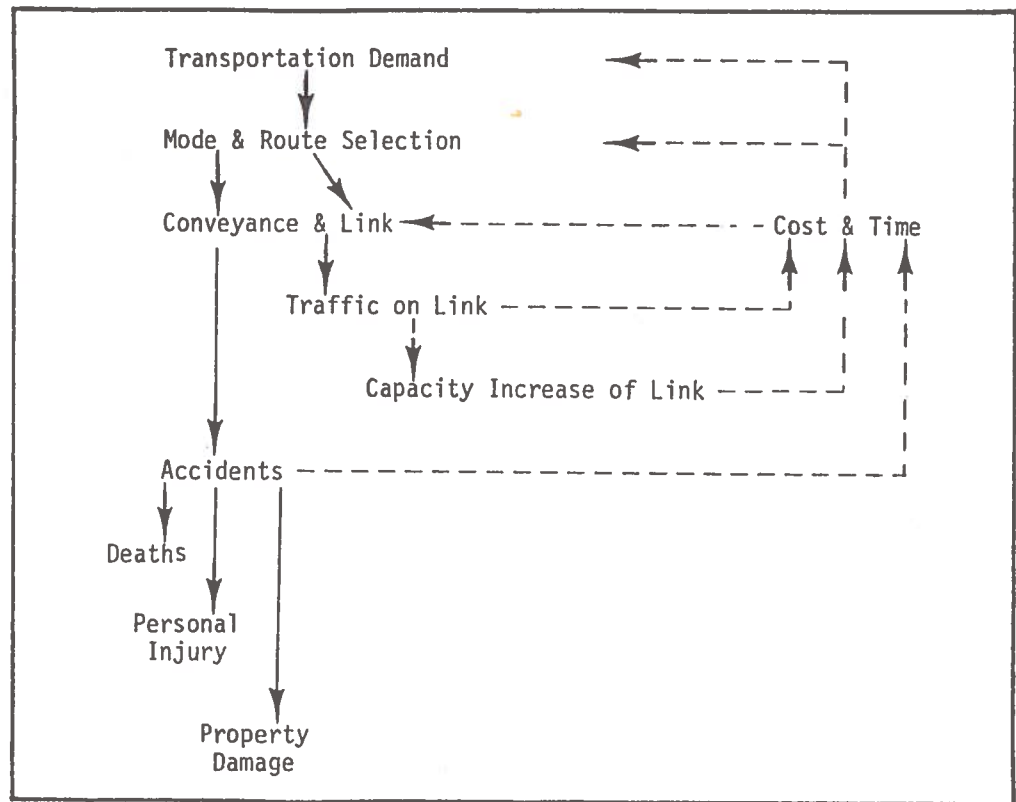 Transportation Demand
Mode & Route Selection
Conveyance & Link
Cost & Time
Traffic on Link
Capacity Increase of Link
Accidents
Deaths
Personal
Injury
Property
Damage